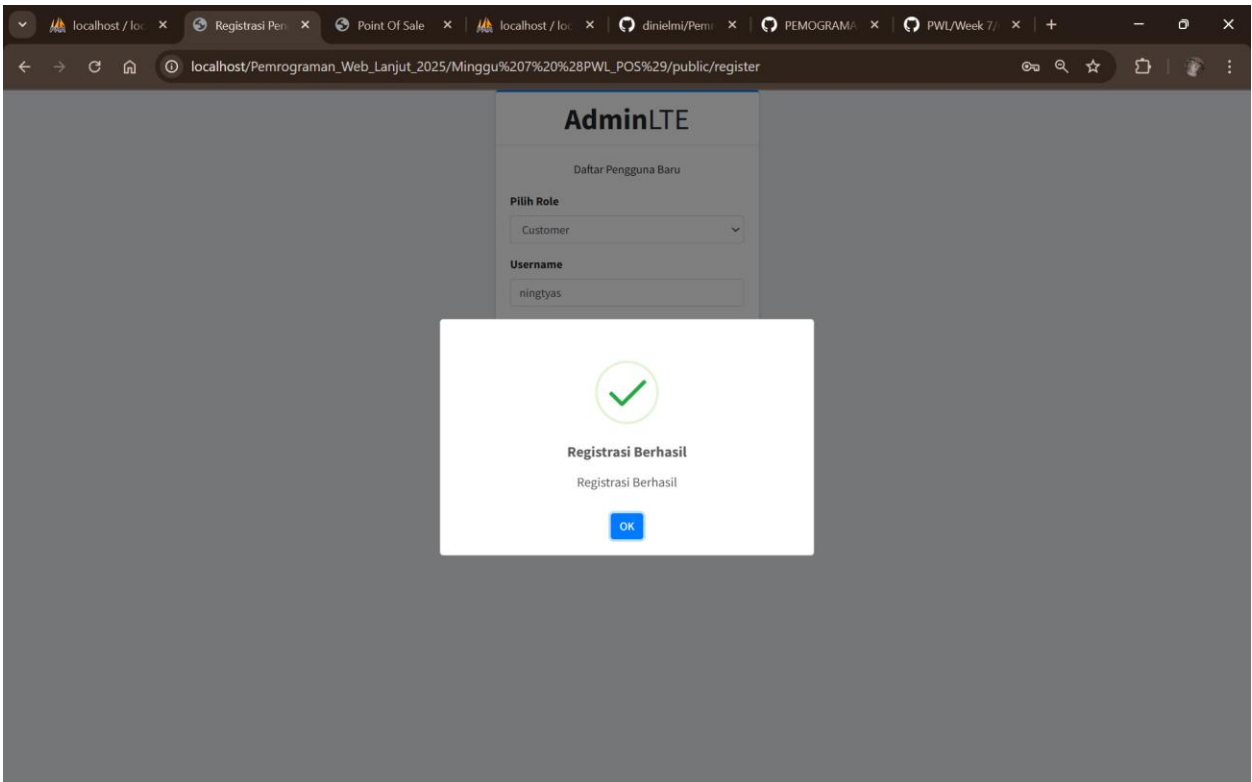 localhost / loc
Registrasi Pen
Point Of Sale
localhost / loc
dinielmi/Pem
PEMOGRAMA
PWL/Week 7/
localhost/Pemrograman_Web_Lanjut_2025/Minggu%207%20%28PWL_POS%29/public/register
AdminLTE
Daftar Pengguna Baru
Pilih Role
Customer
Username
ningtyas
Registrasi Berhasil
Registrasi Berhasil
OK